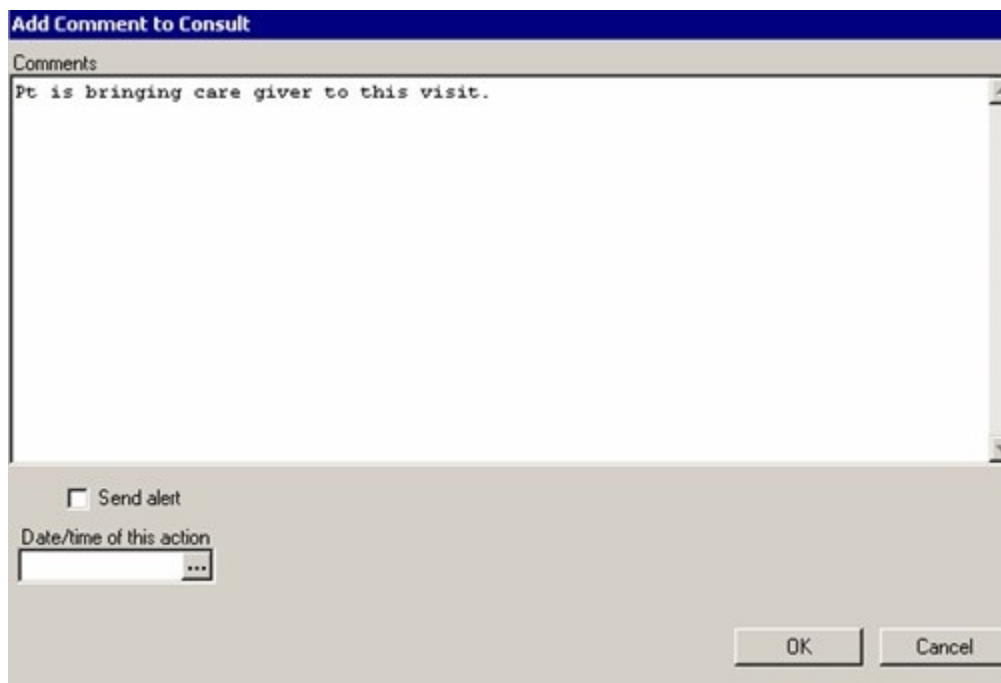 Add Comment to Consult
Comments
Pt is bringing care giver to this visit.
Send alert
Date/time of this action
...
OK
Cancel